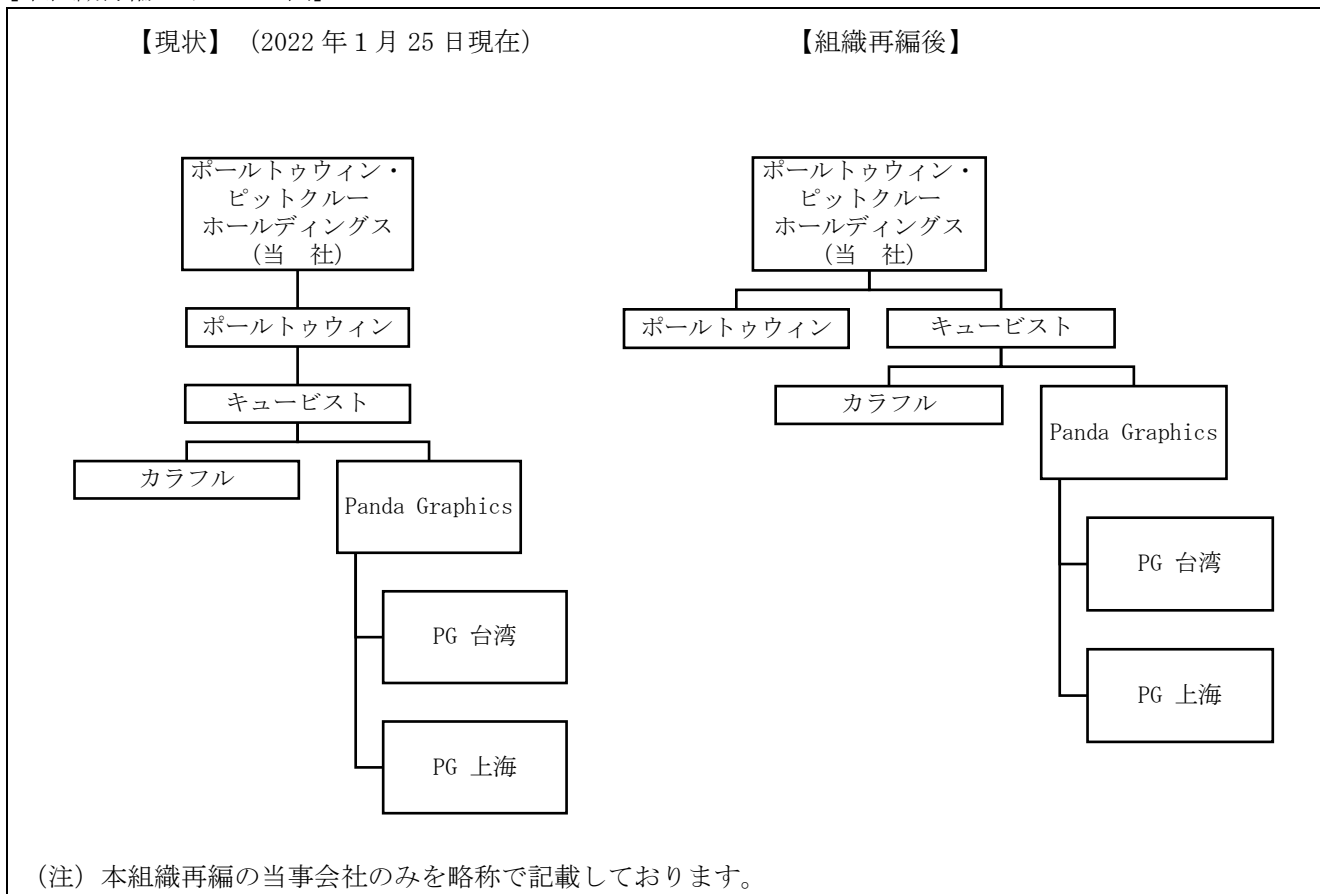 【現状】（2022 年１月 25 日現在）
ポールトゥウィン・
ピットクルー
ホールディングス
（当　社）
ポールトゥウィン
キュービスト
カラフル
Panda Graphics
PG 台湾
PG 上海
【組織再編後】
ポールトゥウィン・
ピットクルー
ホールディングス
（当　社）
ポールトゥウィン
キュービスト
カラフル
Panda Graphics
PG 台湾
PG 上海
（注）本組織再編の当事会社のみを略称で記載しております。